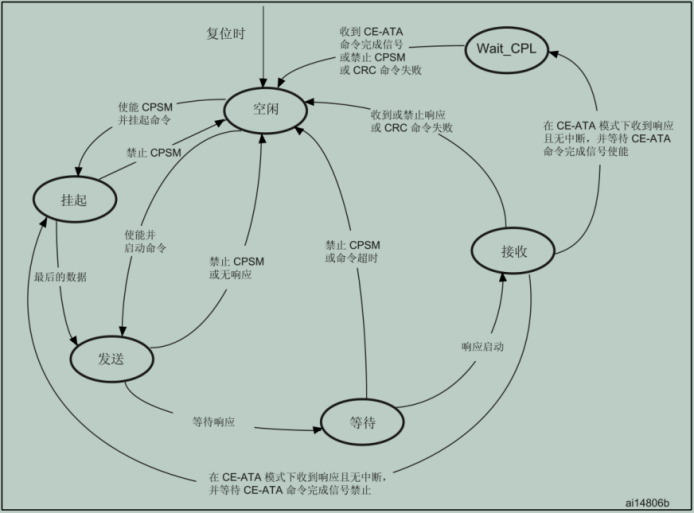 复位时
收到 CE-ATA
命令完成信号
或禁止 CPSM
或 CRC 命令失败
Wait_CPL
空闲
使能 CPSM
并挂起命令
收到或禁止响应
或 CRC 命令失败
在 CE-ATA 模式下收到响应
且无中断，并等待 CE-ATA
命令完成信号使能
禁止 CPSM
挂起
使能并
启动命令
禁止 CPSM
或无响应
禁止 CPSM
或命令超时
接收
最后的数据
发送
响应启动
等待响应
等待
在 CE-ATA 模式下收到响应且无中断，
并等待 CE-ATA 命令完成信号禁止
ai14806b